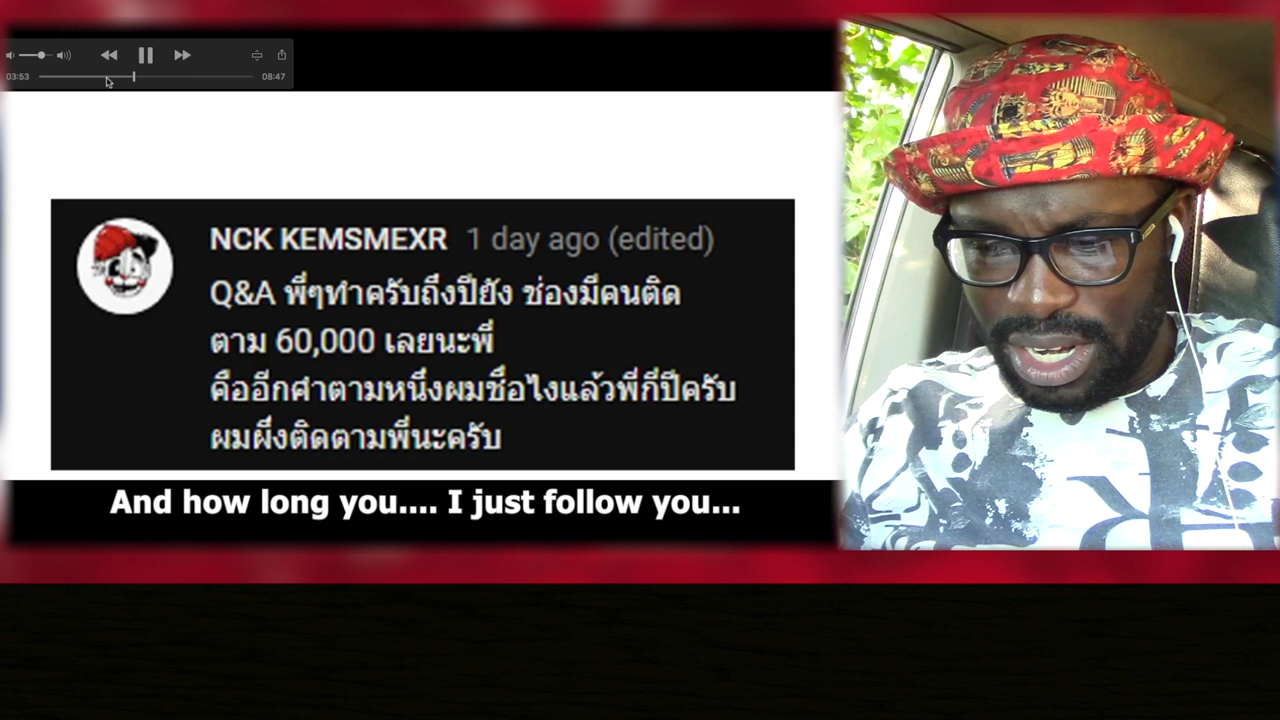 03:53
08:47
NCK KEMSMEXR 1 day ago (edited)
Q&A พี่ๆทำครับถึงปียัง ช่องมีคนติด
ตาม 60,000 เลยนะพี่
คืออีกศำตามหนึ่งผมชื่อไงแล้วพี่กี่ปีครับ
ผมผึ่งติดตามพี่นะครับ
And how long you.... I just follow you...